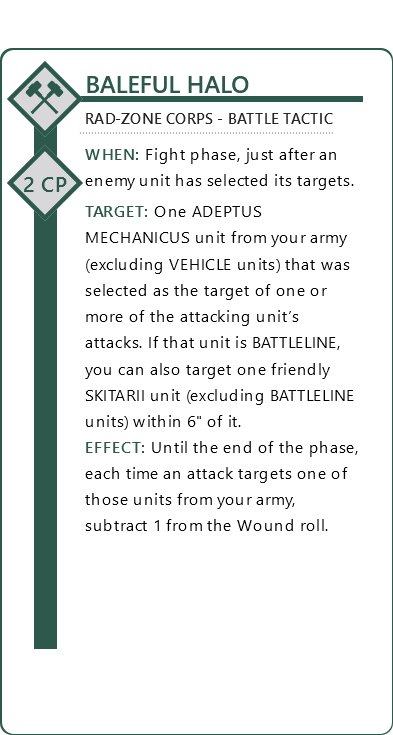 BALEFUL HALO
RAD-ZONE CORPS - BATTLE TACTIC
WHEN: Fight phase, just after an
2 CP
enemy unit has selected its targets.
TARGET: One ADEPTUS
MECHANICUS unit from your army
(excluding VEHICLE units) that was
selected as the target of one or
more of the attacking unit’s
attacks. If that unit is BATTLELINE,
you can also target one friendly
SKITARII unit (excluding BATTLELINE
units) within 6" of it.
EFFECT: Until the end of the phase,
each time an attack targets one of
those units from your army,
subtract 1 from the Wound roll.